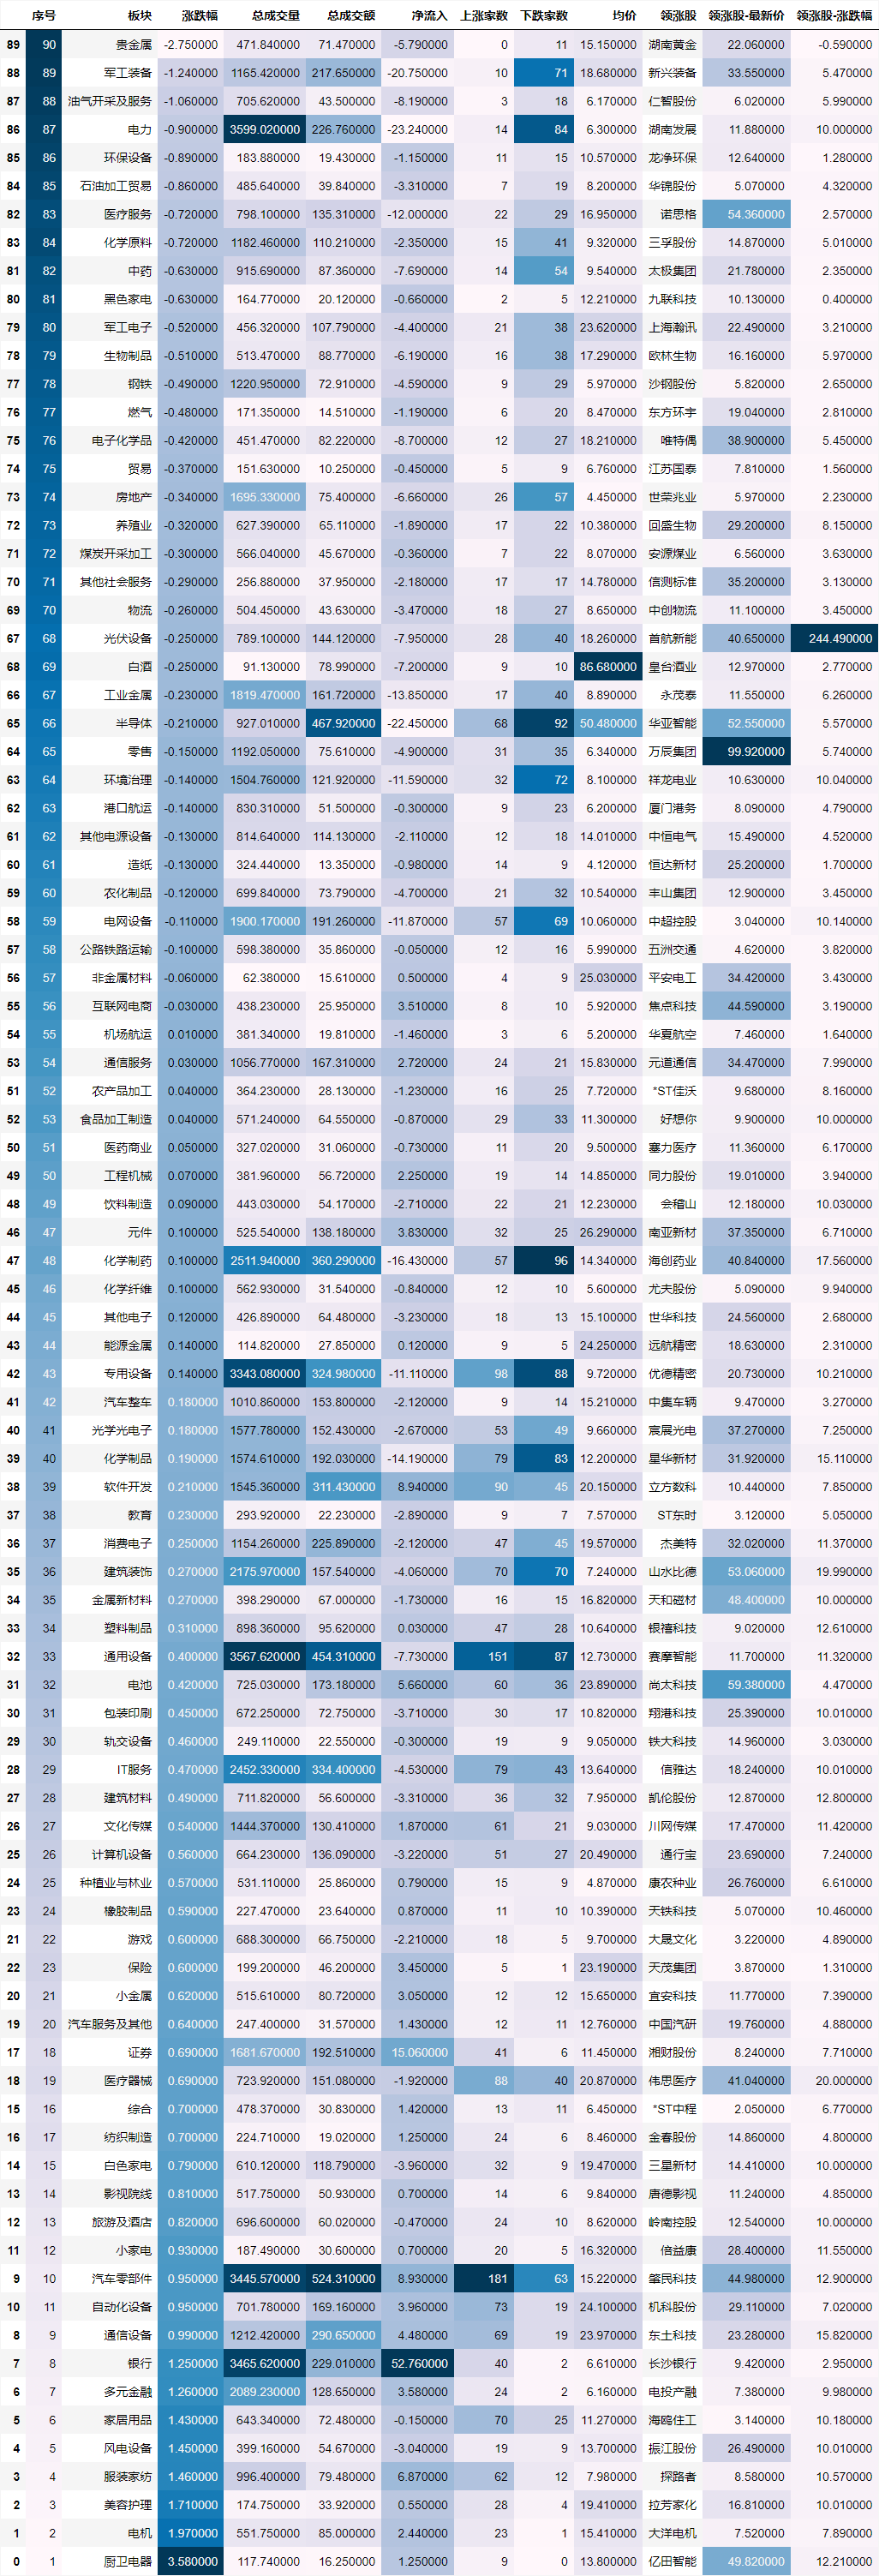 序号 板块 涨跌幅 总成交量 总成交额 净流入 上涨家数 下跌家数 均价 领涨股 领涨股-最新价 领涨股-涨跌幅
89 90 贵金属 -2.750000 471.840000 71.470000 -5.790000 0 11 15.150000 湖南黄金 22.060000 -0.590000
88 89 军工装备 -1.240000 1165.420000 217.650000 -20.750000 10 71 18.680000 新兴装备 33.550000 5.470000
87 88 油气开采及服务 -1.060000 705.620000 43.500000 -8.190000 3 18 6.170000 仁智股份 6.020000 5.990000
86 87 电力 -0.900000 3599.020000 226.760000 -23.240000 14 84 6.300000 湖南发展 11.880000 10.000000
85 86 环保设备 -0.890000 183.880000 19.430000 -1.150000 11 15 10.570000 龙净环保 12.640000 1.280000
84 85 石油加工贸易 -0.860000 485.640000 39.840000 -3.310000 7 19 8.200000 华锦股份 5.070000 4.320000
82 83 医疗服务 -0.720000 798.100000 135.310000 -12.000000 22 29 16.950000 诺思格 54.360000 2.570000
83 84 化学原料 -0.720000 1182.460000 110.210000 -2.350000 15 41 9.320000 三孚股份 14.870000 5.010000
81 82 中药 -0.630000 915.690000 87.360000 -7.690000 14 54 9.540000 太极集团 21.780000 2.350000
80 81 黑色家电 -0.630000 164.770000 20.120000 -0.660000 2 5 12.210000 九联科技 10.130000 0.400000
79 80 军工电子 -0.520000 456.320000 107.790000 -4.400000 21 38 23.620000 上海瀚讯 22.490000 3.210000
78 79 生物制品 -0.510000 513.470000 88.770000 -6.190000 16 38 17.290000 欧林生物 16.160000 5.970000
77 78 钢铁 -0.490000 1220.950000 72.910000 -4.590000 9 29 5.970000 沙钢股份 5.820000 2.650000
76 77 燃气 -0.480000 171.350000 14.510000 -1.190000 6 20 8.470000 东方环宇 19.040000 2.810000
75 76 电子化学品 -0.420000 451.470000 82.220000 -8.700000 12 27 18.210000 唯特偶 38.900000 5.450000
74 75 贸易 -0.370000 151.630000 10.250000 -0.450000 5 9 6.760000 江苏国泰 7.810000 1.560000
73 74 房地产 -0.340000 1695.330000 75.400000 -6.660000 26 57 4.450000 世荣兆业 5.970000 2.230000
72 73 养殖业 -0.320000 627.390000 65.110000 -1.890000 17 22 10.380000 回盛生物 29.200000 8.150000
71 72 煤炭开采加工 -0.300000 566.040000 45.670000 -0.360000 7 22 8.070000 安源煤业 6.560000 3.630000
70 71 其他社会服务 -0.290000 256.880000 37.950000 -2.180000 17 17 14.780000 信测标准 35.200000 3.130000
69 70 物流 -0.260000 504.450000 43.630000 -3.470000 18 27 8.650000 中创物流 11.100000 3.450000
67 68 光伏设备 -0.250000 789.100000 144.120000 -7.950000 28 40 18.260000 首航新能 40.650000 244.490000
68 69 白酒 -0.250000 91.130000 78.990000 -7.200000 9 10 86.680000 皇台酒业 12.970000 2.770000
66 67 工业金属 -0.230000 1819.470000 161.720000 -13.850000 17 40 8.890000 永茂泰 11.550000 6.260000
65 66 半导体 -0.210000 927.010000 467.920000 -22.450000 68 92 50.480000 华亚智能 52.550000 5.570000
64 65 零售 -0.150000 1192.050000 75.610000 -4.900000 31 35 6.340000 万辰集团 99.920000 5.740000
63 64 环境治理 -0.140000 1504.760000 121.920000 -11.590000 32 72 8.100000 祥龙电业 10.630000 10.040000
62 63 港口航运 -0.140000 830.310000 51.500000 -0.300000 9 23 6.200000 厦门港务 8.090000 4.790000
61 62 其他电源设备 -0.130000 814.640000 114.130000 -2.110000 12 18 14.010000 中恒电气 15.490000 4.520000
60 61 造纸 -0.130000 324.440000 13.350000 -0.980000 14 9 4.120000 恒达新材 25.200000 1.700000
59 60 农化制品 -0.120000 699.840000 73.790000 -4.700000 21 32 10.540000 丰山集团 12.900000 3.450000
58 59 电网设备 -0.110000 1900.170000 191.260000 -11.870000 57 69 10.060000 中超控股 3.040000 10.140000
57 58 公路铁路运输 -0.100000 598.380000 35.860000 -0.050000 12 16 5.990000 五洲交通 4.620000 3.820000
56 57 非金属材料 -0.060000 62.380000 15.610000 0.500000 4 9 25.030000 平安电工 34.420000 3.430000
55 56 互联网电商 -0.030000 438.230000 25.950000 3.510000 8 10 5.920000 焦点科技 44.590000 3.190000
54 55 机场航运 0.010000 381.340000 19.810000 -1.460000 3 6 5.200000 华夏航空 7.460000 1.640000
53 54 通信服务 0.030000 1056.770000 167.310000 2.720000 24 21 15.830000 元道通信 34.470000 7.990000
51 52 农产品加工 0.040000 364.230000 28.130000 -1.230000 16 25 7.720000 *ST佳沃 9.680000 8.160000
52 53 食品加工制造 0.040000 571.240000 64.550000 -0.870000 29 33 11.300000 好想你 9.900000 10.000000
50 51 医药商业 0.050000 327.020000 31.060000 -0.730000 11 20 9.500000 塞力医疗 11.360000 6.170000
49 50 工程机械 0.070000 381.960000 56.720000 2.250000 19 14 14.850000 同力股份 19.010000 3.940000
48 49 饮料制造 0.090000 443.030000 54.170000 -2.710000 22 21 12.230000 会稽山 12.180000 10.030000
46 47 元件 0.100000 525.540000 138.180000 3.830000 32 25 26.290000 南亚新材 37.350000 6.710000
47 48 化学制药 0.100000 2511.940000 360.290000 -16.430000 57 96 14.340000 海创药业 40.840000 17.560000
45 46 化学纤维 0.100000 562.930000 31.540000 -0.840000 12 10 5.600000 尤夫股份 5.090000 9.940000
44 45 其他电子 0.120000 426.890000 64.480000 -3.230000 18 13 15.100000 世华科技 24.560000 2.680000
43 44 能源金属 0.140000 114.820000 27.850000 0.120000 9 5 24.250000 远航精密 18.630000 2.310000
42 43 专用设备 0.140000 3343.080000 324.980000 -11.110000 98 88 9.720000 优德精密 20.730000 10.210000
41 42 汽车整车 0.180000 1010.860000 153.800000 -2.120000 9 14 15.210000 中集车辆 9.470000 3.270000
40 41 光学光电子 0.180000 1577.780000 152.430000 -2.670000 53 49 9.660000 宸展光电 37.270000 7.250000
39 40 化学制品 0.190000 1574.610000 192.030000 -14.190000 79 83 12.200000 星华新材 31.920000 15.110000
38 39 软件开发 0.210000 1545.360000 311.430000 8.940000 90 45 20.150000 立方数科 10.440000 7.850000
37 38 教育 0.230000 293.920000 22.230000 -2.890000 9 7 7.570000 ST东时 3.120000 5.050000
36 37 消费电子 0.250000 1154.260000 225.890000 -2.120000 47 45 19.570000 杰美特 32.020000 11.370000
35 36 建筑装饰 0.270000 2175.970000 157.540000 -4.060000 70 70 7.240000 山水比德 53.060000 19.990000
34 35 金属新材料 0.270000 398.290000 67.000000 -1.730000 16 15 16.820000 天和磁材 48.400000 10.000000
33 34 塑料制品 0.310000 898.360000 95.620000 0.030000 47 28 10.640000 银禧科技 9.020000 12.610000
32 33 通用设备 0.400000 3567.620000 454.310000 -7.730000 151 87 12.730000 赛摩智能 11.700000 11.320000
31 32 电池 0.420000 725.030000 173.180000 5.660000 60 36 23.890000 尚太科技 59.380000 4.470000
30 31 包装印刷 0.450000 672.250000 72.750000 -3.710000 30 17 10.820000 翔港科技 25.390000 10.010000
29 30 轨交设备 0.460000 249.110000 22.550000 -0.300000 19 9 9.050000 铁大科技 14.960000 3.030000
28 29 IT服务 0.470000 2452.330000 334.400000 -4.530000 79 43 13.640000 信雅达 18.240000 10.010000
27 28 建筑材料 0.490000 711.820000 56.600000 -3.310000 36 32 7.950000 凯伦股份 12.870000 12.800000
26 27 文化传媒 0.540000 1444.370000 130.410000 1.870000 61 21 9.030000 川网传媒 17.470000 11.420000
25 26 计算机设备 0.560000 664.230000 136.090000 -3.220000 51 27 20.490000 通行宝 23.690000 7.240000
24 25 种植业与林业 0.570000 531.110000 25.860000 0.790000 15 9 4.870000 康农种业 26.760000 6.610000
23 24 橡胶制品 0.590000 227.470000 23.640000 0.870000 11 10 10.390000 天铁科技 5.070000 10.460000
21 22 游戏 0.600000 688.300000 66.750000 -2.210000 18 5 9.700000 大晟文化 3.220000 4.890000
22 23 保险 0.600000 199.200000 46.200000 3.450000 5 1 23.190000 天茂集团 3.870000 1.310000
20 21 小金属 0.620000 515.610000 80.720000 3.050000 12 12 15.650000 宜安科技 11.770000 7.390000
19 20 汽车服务及其他 0.640000 247.400000 31.570000 1.430000 12 11 12.760000 中国汽研 19.760000 4.880000
17 18 证券 0.690000 1681.670000 192.510000 15.060000 41 6 11.450000 湘财股份 8.240000 7.710000
18 19 医疗器械 0.690000 723.920000 151.080000 -1.920000 88 40 20.870000 伟思医疗 41.040000 20.000000
15 16 综合 0.700000 478.370000 30.830000 1.420000 13 11 6.450000 *ST中程 2.050000 6.770000
16 17 纺织制造 0.700000 224.710000 19.020000 1.250000 24 6 8.460000 金春股份 14.860000 4.800000
14 15 白色家电 0.790000 610.120000 118.790000 -3.960000 32 9 19.470000 三星新材 14.410000 10.000000
13 14 影视院线 0.810000 517.750000 50.930000 0.700000 14 6 9.840000 唐德影视 11.240000 4.850000
12 13 旅游及酒店 0.820000 696.600000 60.020000 -0.470000 24 10 8.620000 岭南控股 12.540000 10.000000
11 12 小家电 0.930000 187.490000 30.600000 0.700000 20 5 16.320000 倍益康 28.400000 11.550000
9 10 汽车零部件 0.950000 3445.570000 524.310000 8.930000 181 63 15.220000 肇民科技 44.980000 12.900000
10 11 自动化设备 0.950000 701.780000 169.160000 3.960000 73 19 24.100000 机科股份 29.110000 7.020000
8 9 通信设备 0.990000 1212.420000 290.650000 4.480000 69 19 23.970000 东土科技 23.280000 15.820000
7 8 银行 1.250000 3465.620000 229.010000 52.760000 40 2 6.610000 长沙银行 9.420000 2.950000
6 7 多元金融 1.260000 2089.230000 128.650000 3.580000 24 2 6.160000 电投产融 7.380000 9.980000
5 6 家居用品 1.430000 643.340000 72.480000 -0.150000 70 25 11.270000 海鸥住工 3.140000 10.180000
4 5 风电设备 1.450000 399.160000 54.670000 -3.040000 19 9 13.700000 振江股份 26.490000 10.010000
3 4 服装家纺 1.460000 996.400000 79.480000 6.870000 62 12 7.980000 探路者 8.580000 10.570000
2 3 美容护理 1.710000 174.750000 33.920000 0.550000 28 4 19.410000 拉芳家化 16.810000 10.010000
1 2 电机 1.970000 551.750000 85.000000 2.440000 23 1 15.410000 大洋电机 7.520000 7.890000
0 1 厨卫电器 3.580000 117.740000 16.250000 1.250000 9 0 13.800000 亿田智能 49.820000 12.210000